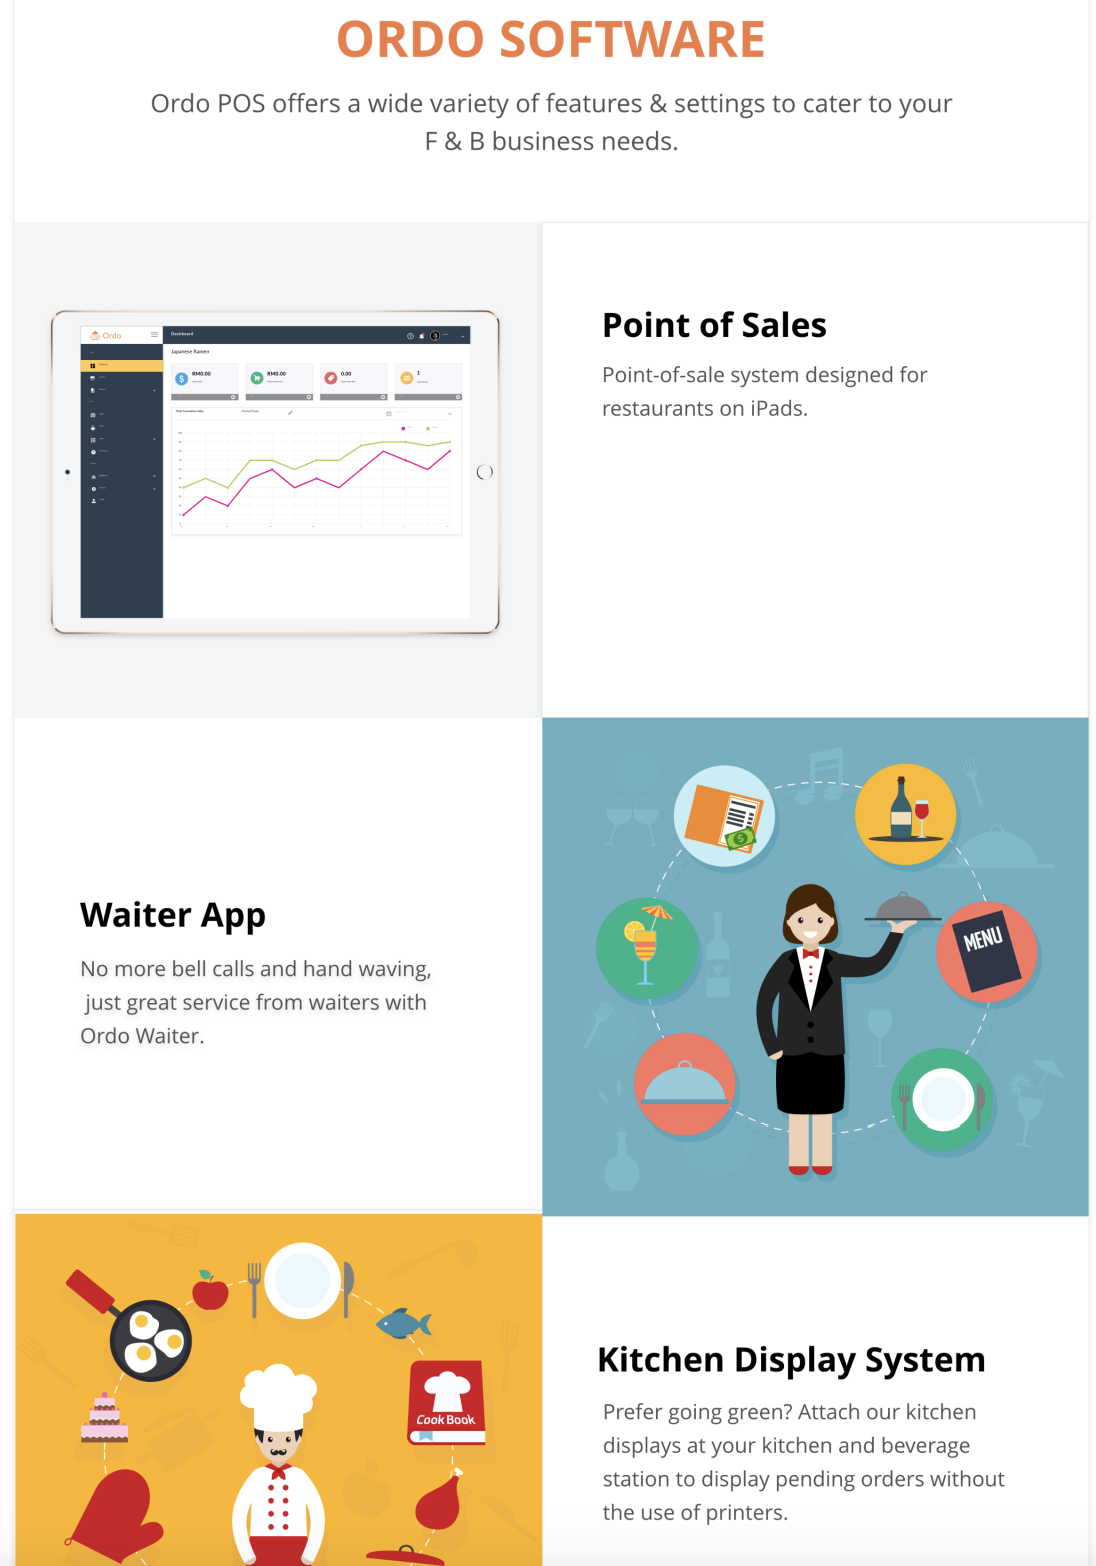 ORDO SOFTWARE
Ordo POS offers a wide variety of features & settings to cater to your
F & B business needs.
Ordo
Dashboard
Japanese Ramen
RM0.00
RM0.00
0.00
1
Point of Sales
Point-of-sale system designed for
restaurants on iPads.
Waiter App
No more bell calls and hand waving,
just great service from waiters with
Ordo Waiter.
MENU
Cook Book
Kitchen Display System
Prefer going green? Attach our kitchen
displays at your kitchen and beverage
station to display pending orders without
the use of printers.